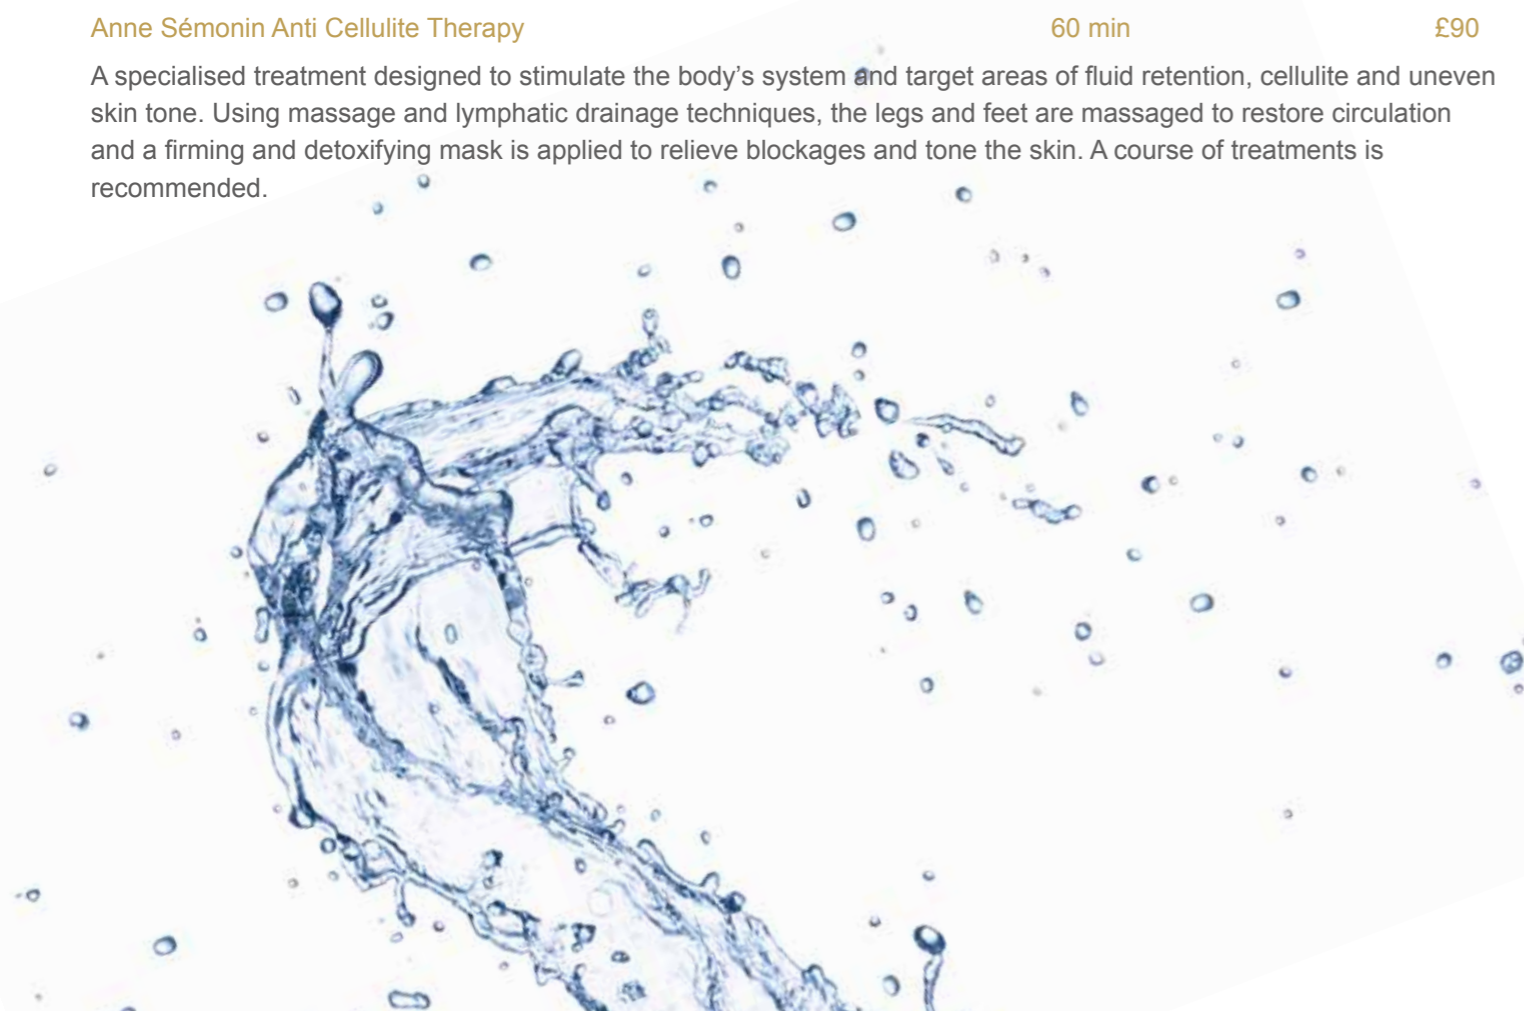 Anne Sémonin Anti Cellulite Therapy 60 min £90
A specialised treatment designed to stimulate the body’s system and target areas of fluid retention, cellulite and uneven
skin tone. Using massage and lymphatic drainage techniques, the legs and feet are massaged to restore circulation
and a firming and detoxifying mask is applied to relieve blockages and tone the skin. A course of treatments is
recommended.